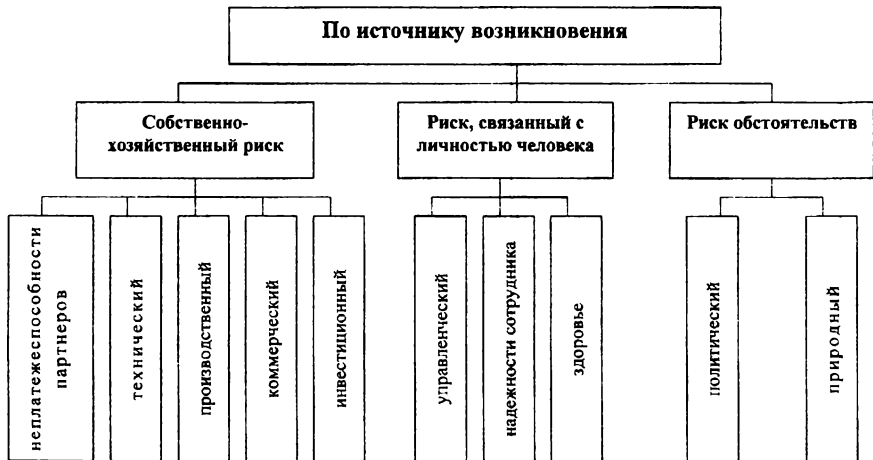 По источнику возникновения
Собственно-
хозяйственный риск
Риск, связанный с
личностью человека
Риск обстоятельств
неплатежеспособности
партнеров
технический
производственный
коммерческий
инвестиционный
управленческий
надежности сотрудника
здоровье
политический
природный